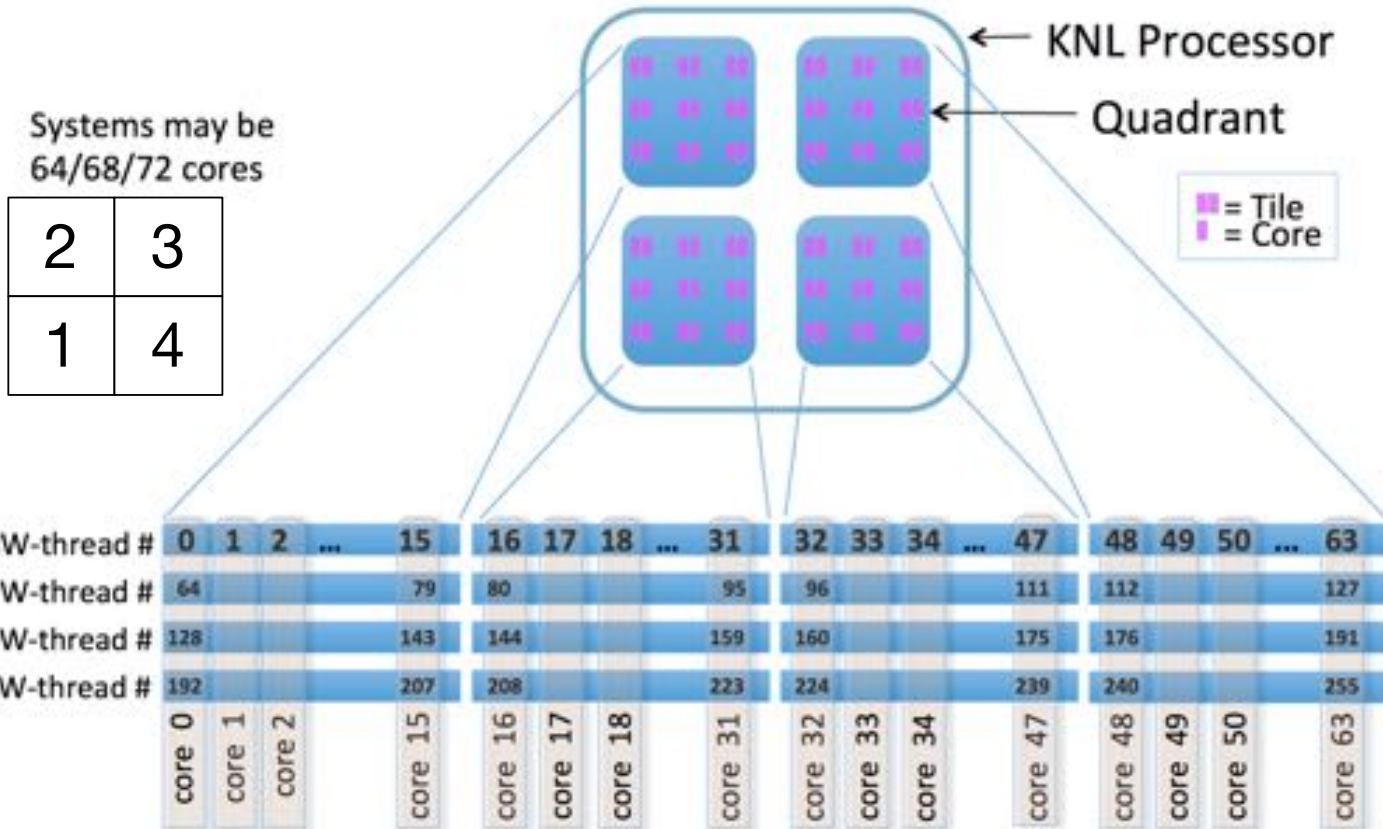 KNL Processor
Quadrant
= Tile
= Core
Systems may be
64/68/72 cores
2 3
1 4
W-thread # 0 1 2 ... 15 16 17 18 ... 31 32 33 34 ... 47 48 49 50 ... 63
W-thread # 64 79 80 95 96 111 112 127
W-thread # 128 143 144 159 160 175 176 191
W-thread # 192 207 208 223 224 239 240 255
core 0 core 1 core 2 core 15 core 16 core 17 core 18 core 31 core 32 core 33 core 34 core 47 core 48 core 49 core 50 core 63